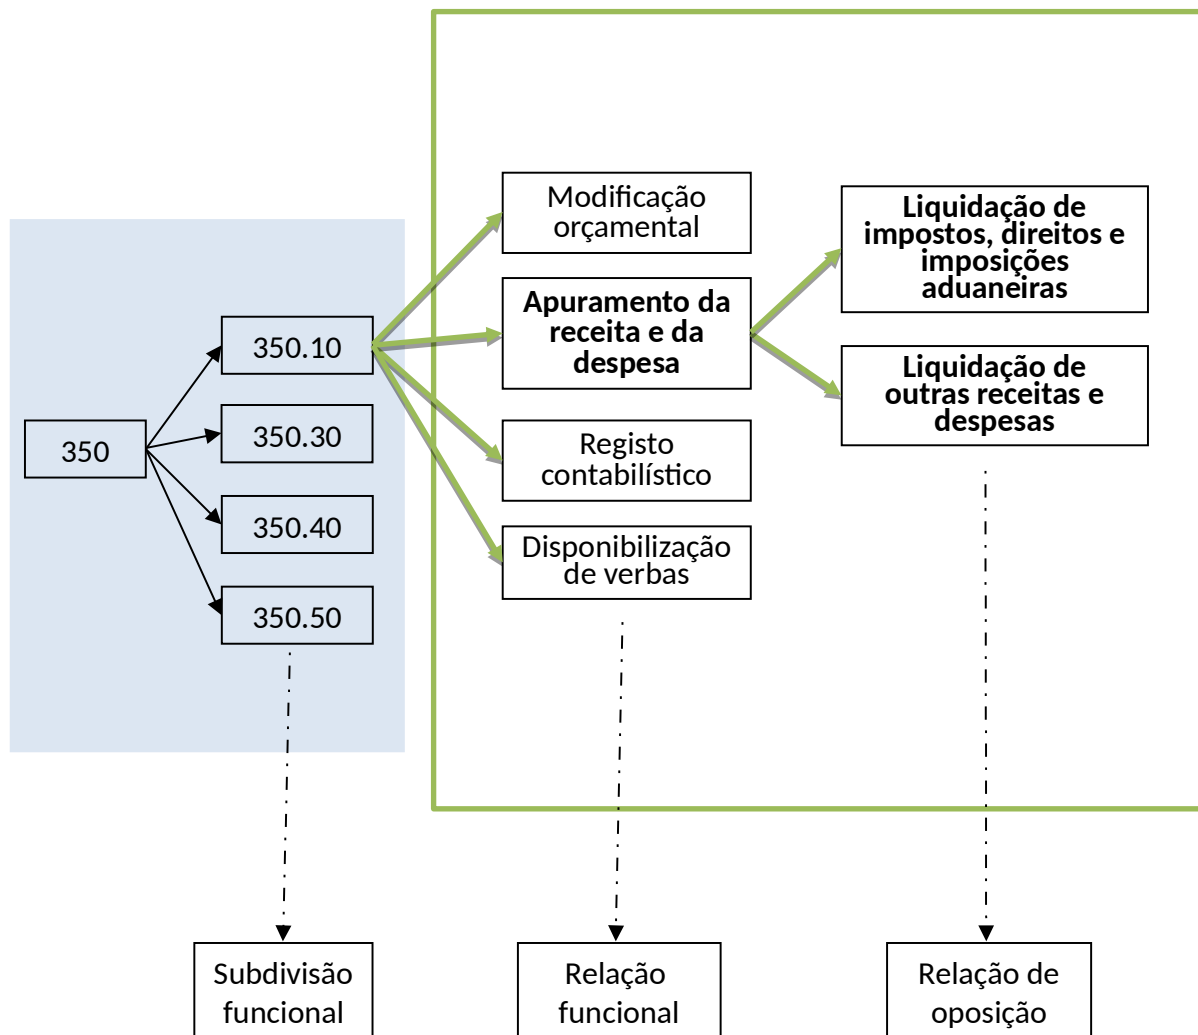 350
350.10
350.30
350.40
350.50
Modificação
orçamental
Apuramento da
receita e da
despesa
Registo
contabilístico
Disponibilização
de verbas
Liquidação de
impostos, direitos e
imposições
aduaneiras
Liquidação de
outras receitas e
despesas
Subdivisão
funcional
Relação
funcional
Relação de
oposição